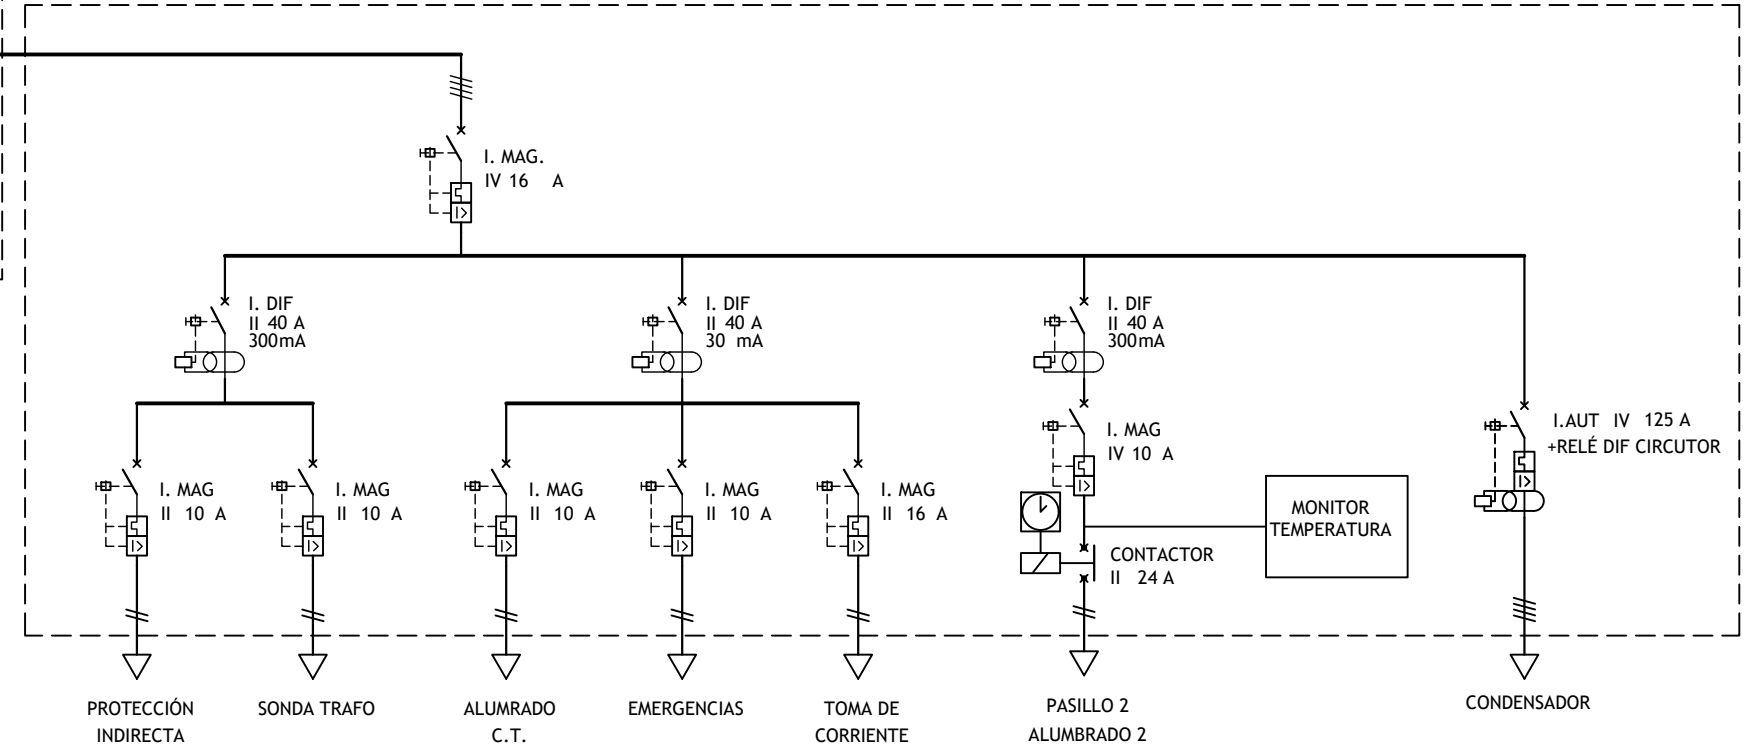 I. MAG.
IV 16 A
I. DIF
II 40 A
300mA
I. DIF
II 40 A
30 mA
I. DIF
II 40 A
300mA
I. MAG
IV 10 A
I.AUT IV 125 A
+RELÉ DIF CIRCUTOR
I. MAG
II 10 A
I. MAG
II 10 A
I. MAG
II 10 A
I. MAG
II 10 A
I. MAG
II 16 A
MONITOR
TEMPERATURA
CONTACTOR
II 24 A
PROTECCIÓN
INDIRECTA
SONDA TRAFO
ALUMRADO
C.T.
EMERGENCIAS
TOMA DE
CORRIENTE
PASILLO 2
ALUMBRADO 2
CONDENSADOR